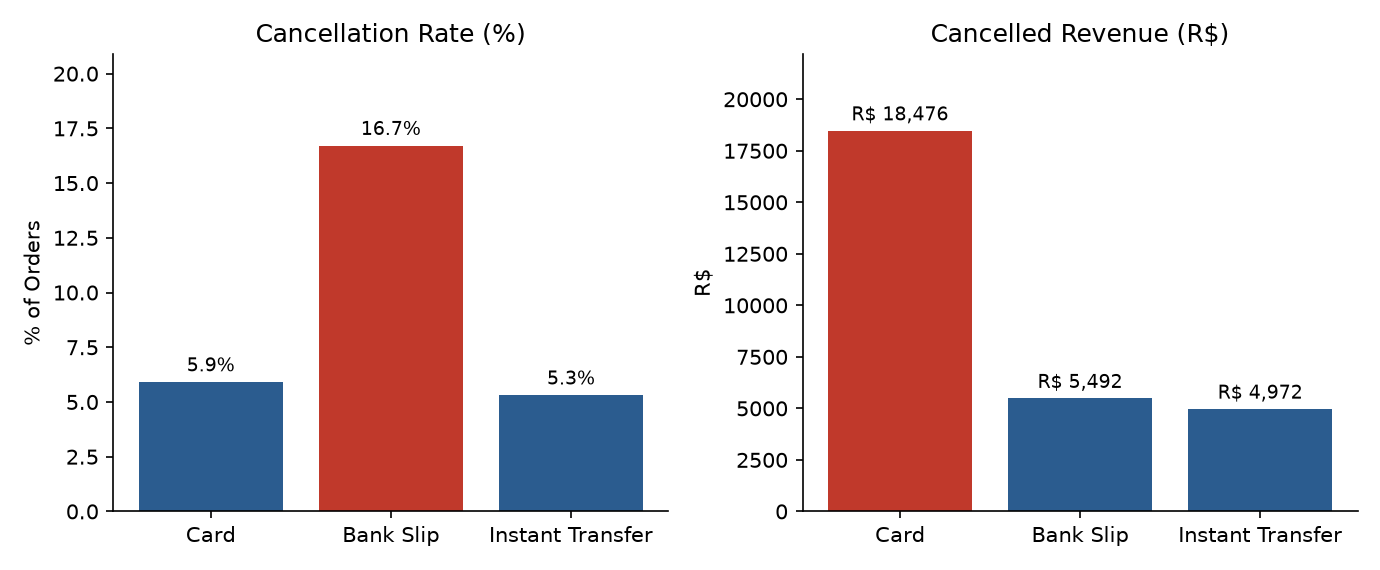 Cancellation Rate (%)
% of Orders
20.0
17.5
15.0
12.5
10.0
7.5
5.0
2.5
0.0
5.9%
16.7%
5.3%
Card
Bank Slip
Instant Transfer
Cancelled Revenue (R$)
R$
20000
17500
15000
12500
10000
7500
5000
2500
0
R$ 18,476
R$ 5,492
R$ 4,972
Card
Bank Slip
Instant Transfer